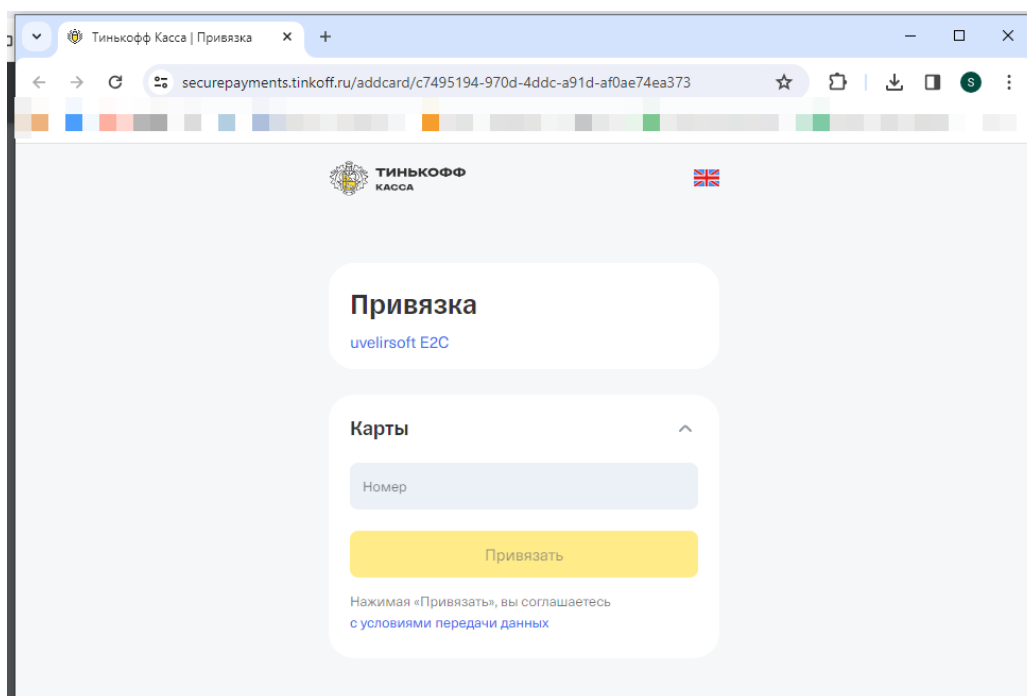 Тинькофф Касса | Привязка
securepayments.tinkoff.ru/addcard/c7495194-970d-4ddc-a91d-af0ae74ea373
S
ТИНЬКОФФ
КАССА
Привязка
uvelirsoft E2C
Карты
Номер
Привязать
Нажимая «Привязать», вы соглашаетесь
с условиями передачи данных